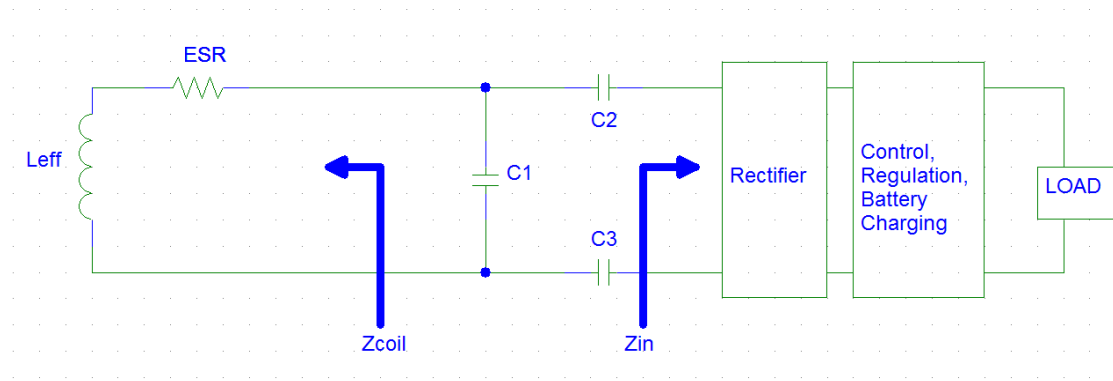 ESR
C2
Leff
C1
Rectifier
Control,
Regulation,
Battery
Charging
LOAD
C3
Zcoil
Zin